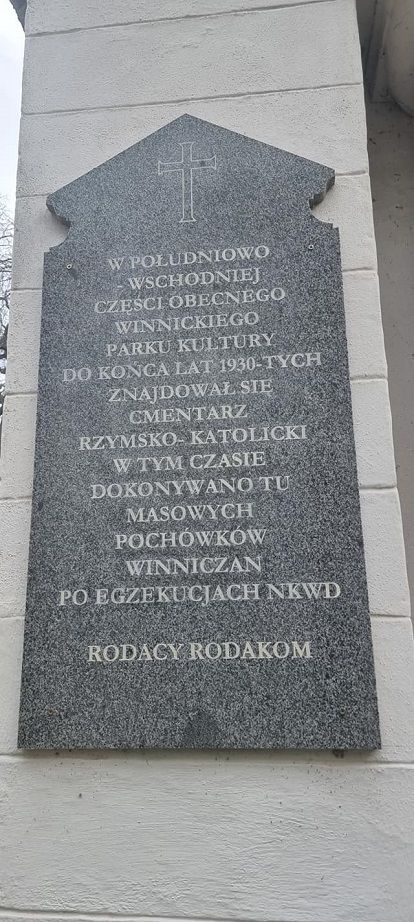 W POŁUDNIOWO
- WSCHODNIEJ
CZESCI OBECNEGO
WINNICKIEGO
PARKU KULTURY
DO KOŃCA LAT 1930-TYCH
ZNAJDOWAŁ SIĘ
CMENTARZ
RZYMSKO- KATOLICKI
W TYM CZASIE
DOKONYWANO TU
MASOWYCH
POCHÓWKÓW
WINNICZAN
PO EGZEKUCJACH NKWD
RODACY RODAKOM